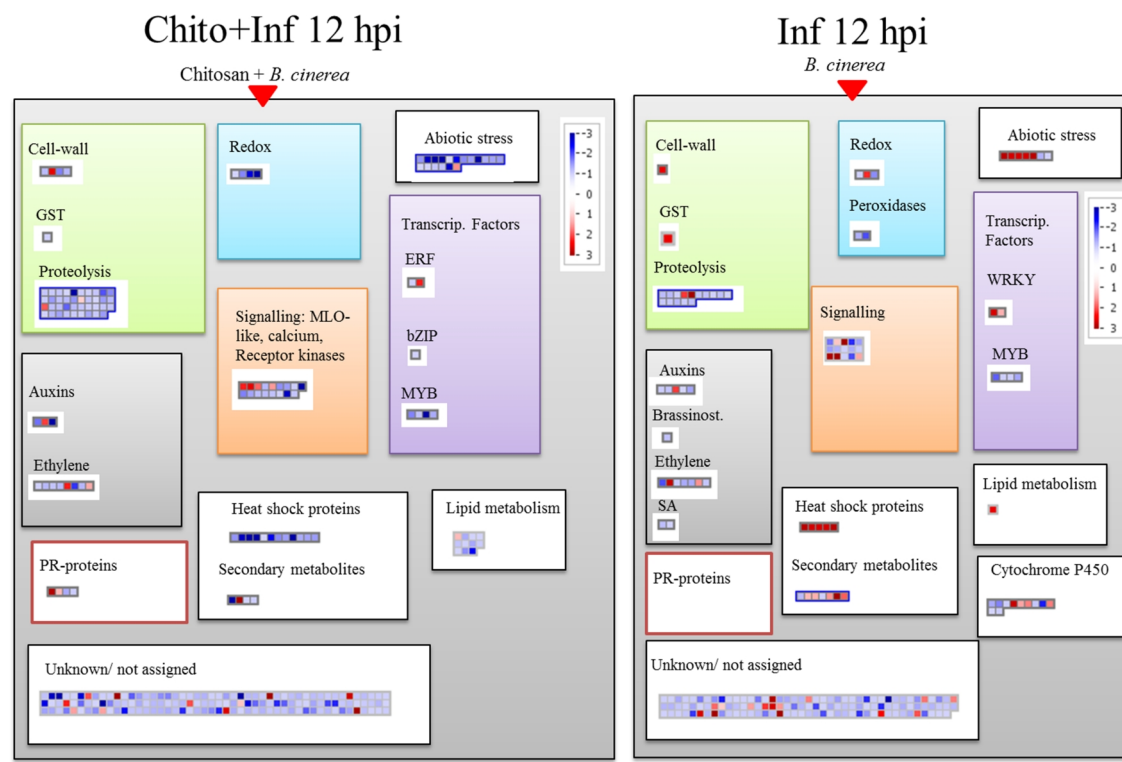 Chito+Inf 12 hpi
Chitosan + B. cinerea
Cell-wall
GST
Proteolysis
Redox
Abiotic stress
-3
-2
-1
0
1
2
3
Signalling: MLO-
like, calcium,
Receptor kinases
Transcrip. Factors
ERF
bZIP
MYB
Auxins
Ethylene
PR-proteins
Heat shock proteins
Secondary metabolites
Lipid metabolism
Unknown/ not assigned
Inf 12 hpi
B. cinerea
Cell-wall
GST
Proteolysis
Redox
Peroxidases
Abiotic stress
Signalling
Transcrip.
Factors
WRKY
MYB
-3
-2
-1
0
1
2
3
Auxins
Brassinost.
Ethylene
SA
PR-proteins
Heat shock proteins
Secondary metabolites
Lipid metabolism
Cytochrome P450
Unknown/ not assigned